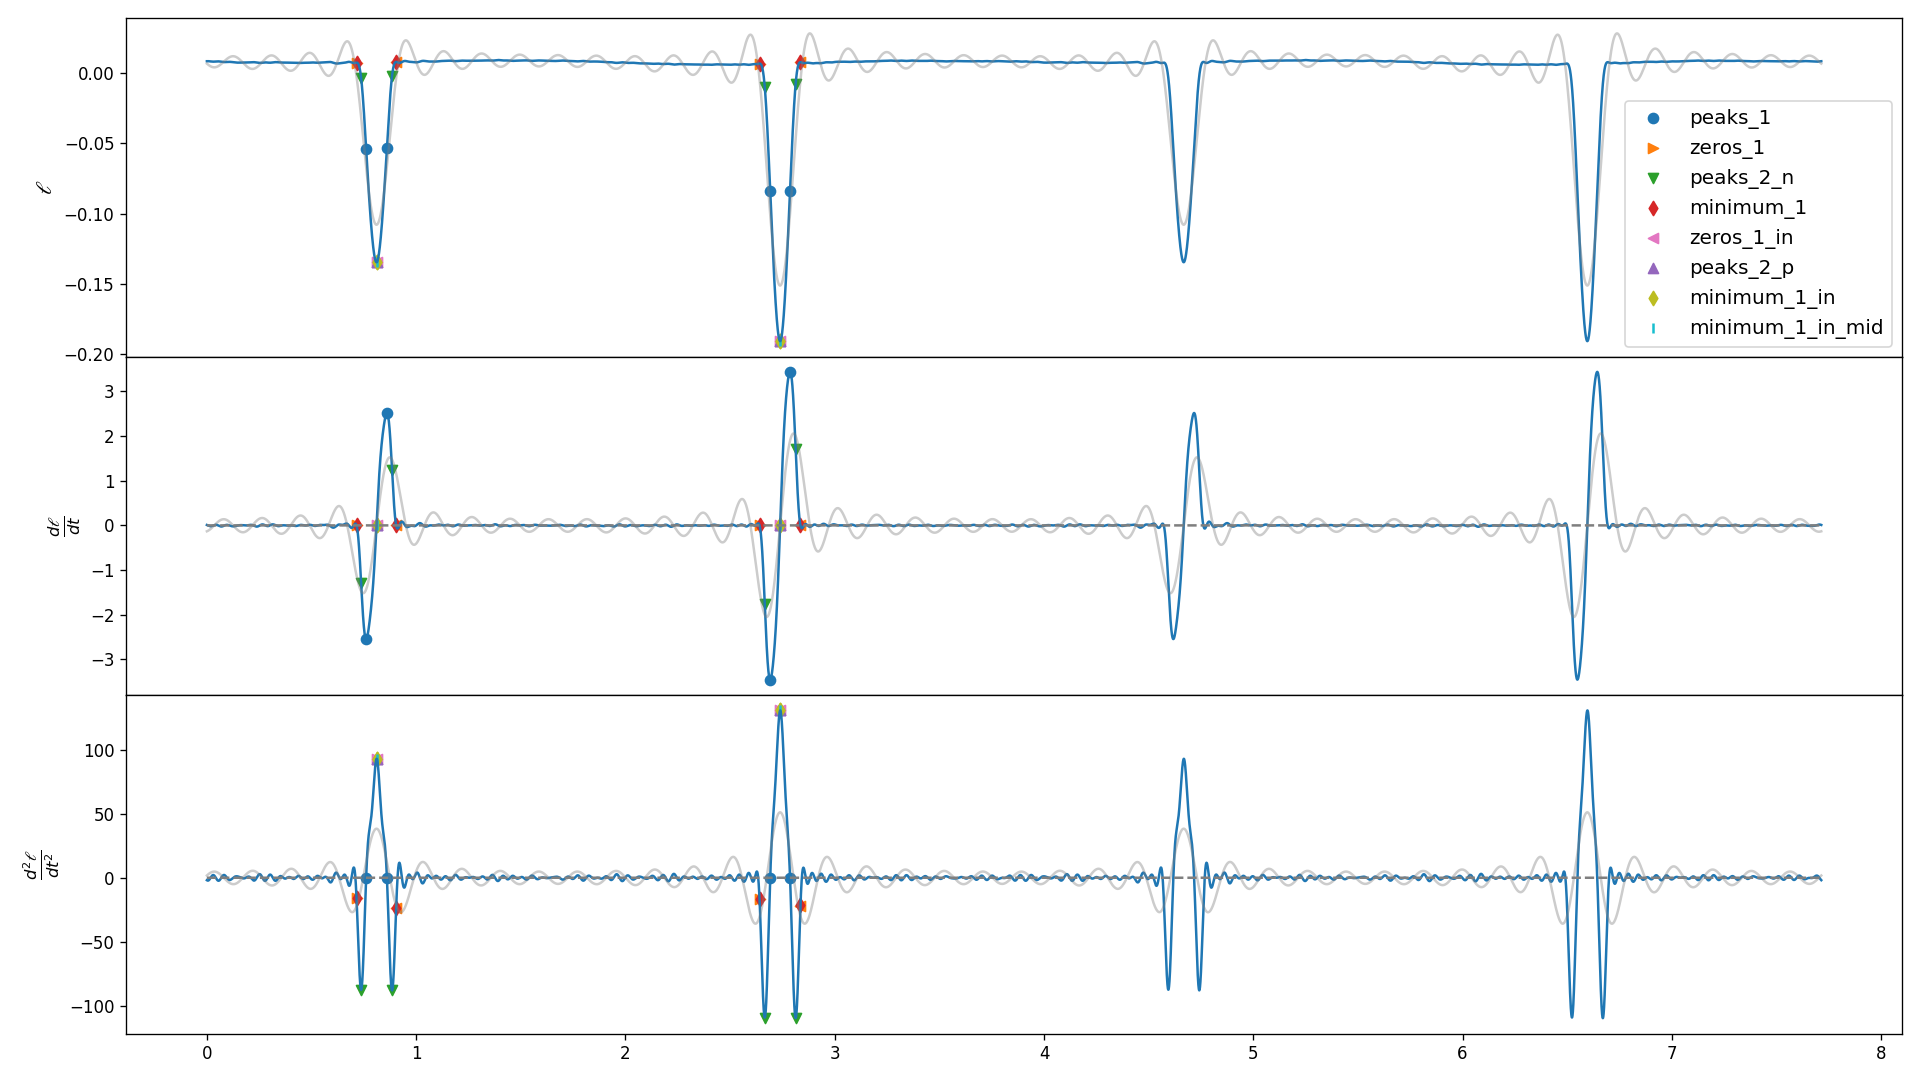 0.00
−0.05
−0.10
−0.15
−0.20
ℓ
peaks_1
zeros_1
peaks_2_n
minimum_1
zeros_1_in
peaks_2_p
minimum_1_in
minimum_1_in_mid
3
2
1
0
−1
−2
−3
dℓ
dt
100
50
0
−50
−100
d²ℓ
dt²
0 1 2 3 4 5 6 7 8